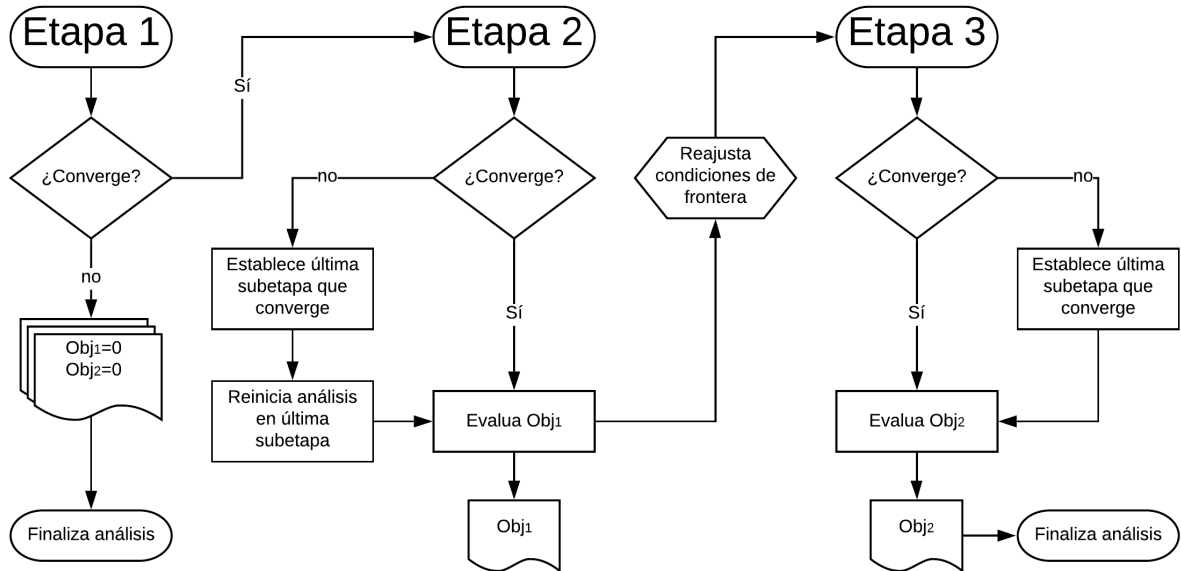 Etapa 1
¿Converge?
Sí
no
Obj1=0
Obj2=0
Finaliza análisis
Etapa 2
¿Converge?
no
Establece última
subetapa que
converge
Reinicia análisis
en última
subetapa
Sí
Evalua Obj1
Obj1
Reajusta
condiciones de
frontera
Etapa 3
¿Converge?
no
Establece última
subetapa que
converge
Sí
Evalua Obj2
Obj2
Finaliza análisis